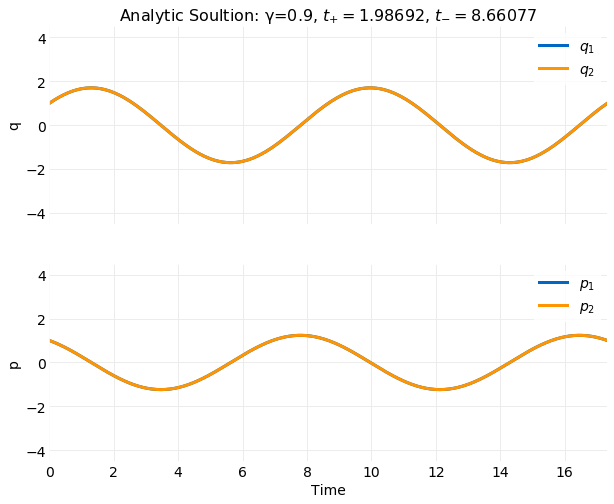 Analytic Soultion: γ=0.9, t₊ = 1.98692, t₋ = 8.66077
4
2
0
−2
−4
q
q₁
q₂
4
2
0
−2
−4
p
p₁
p₂
0 2 4 6 8 10 12 14 16
Time